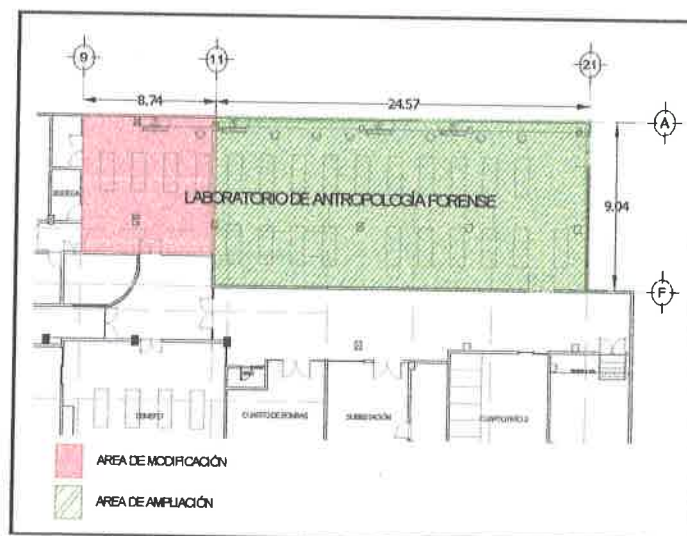 9
11
21
8.74
24.57
A
LABORATORIO DE ANTROPOLOGÍA FORENSE
9.04
F
CUARTO DE BOMBAS
SUBESTACIÓN
AREA DE MODIFICACIÓN
AREA DE AMPLIACIÓN